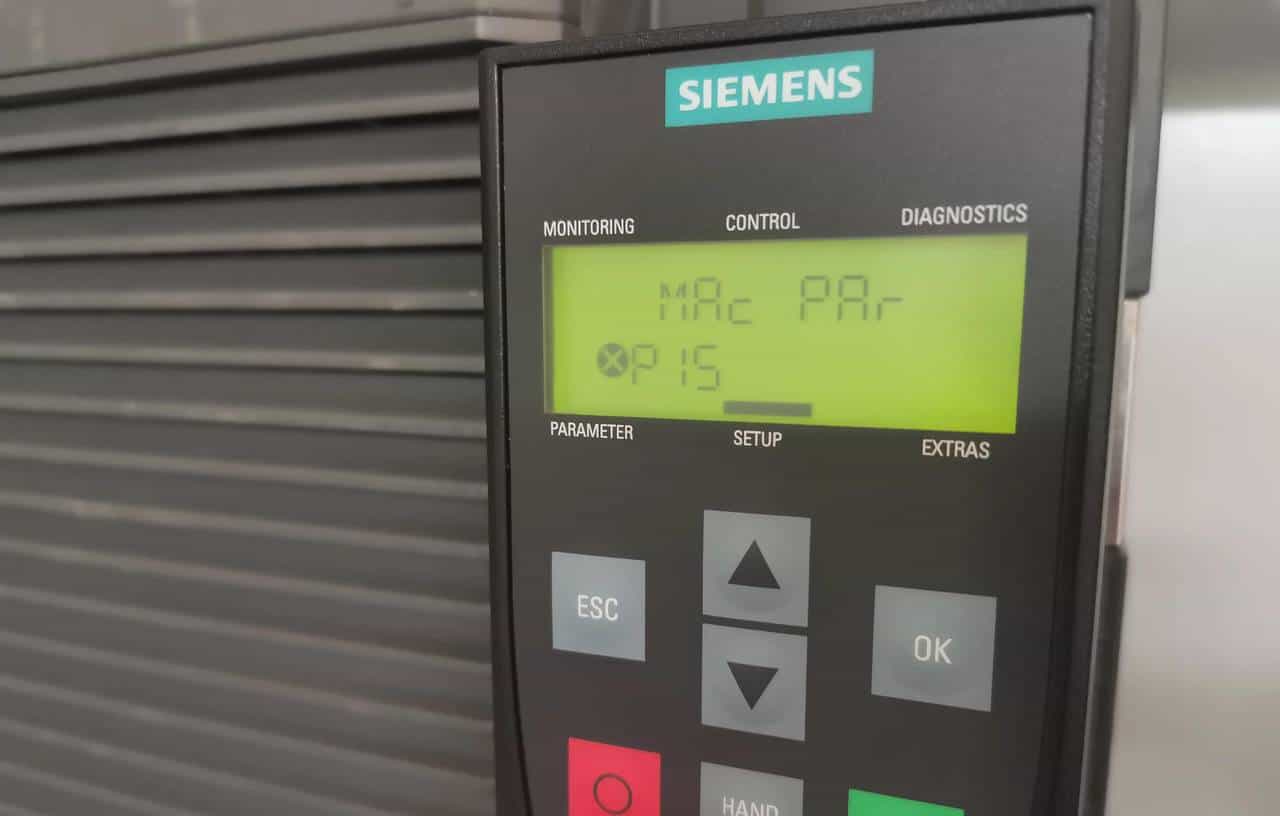 SIEMENS
MONITORING CONTROL DIAGNOSTICS
MAc PAr
P15
PARAMETER SETUP EXTRAS
ESC
OK
HAND